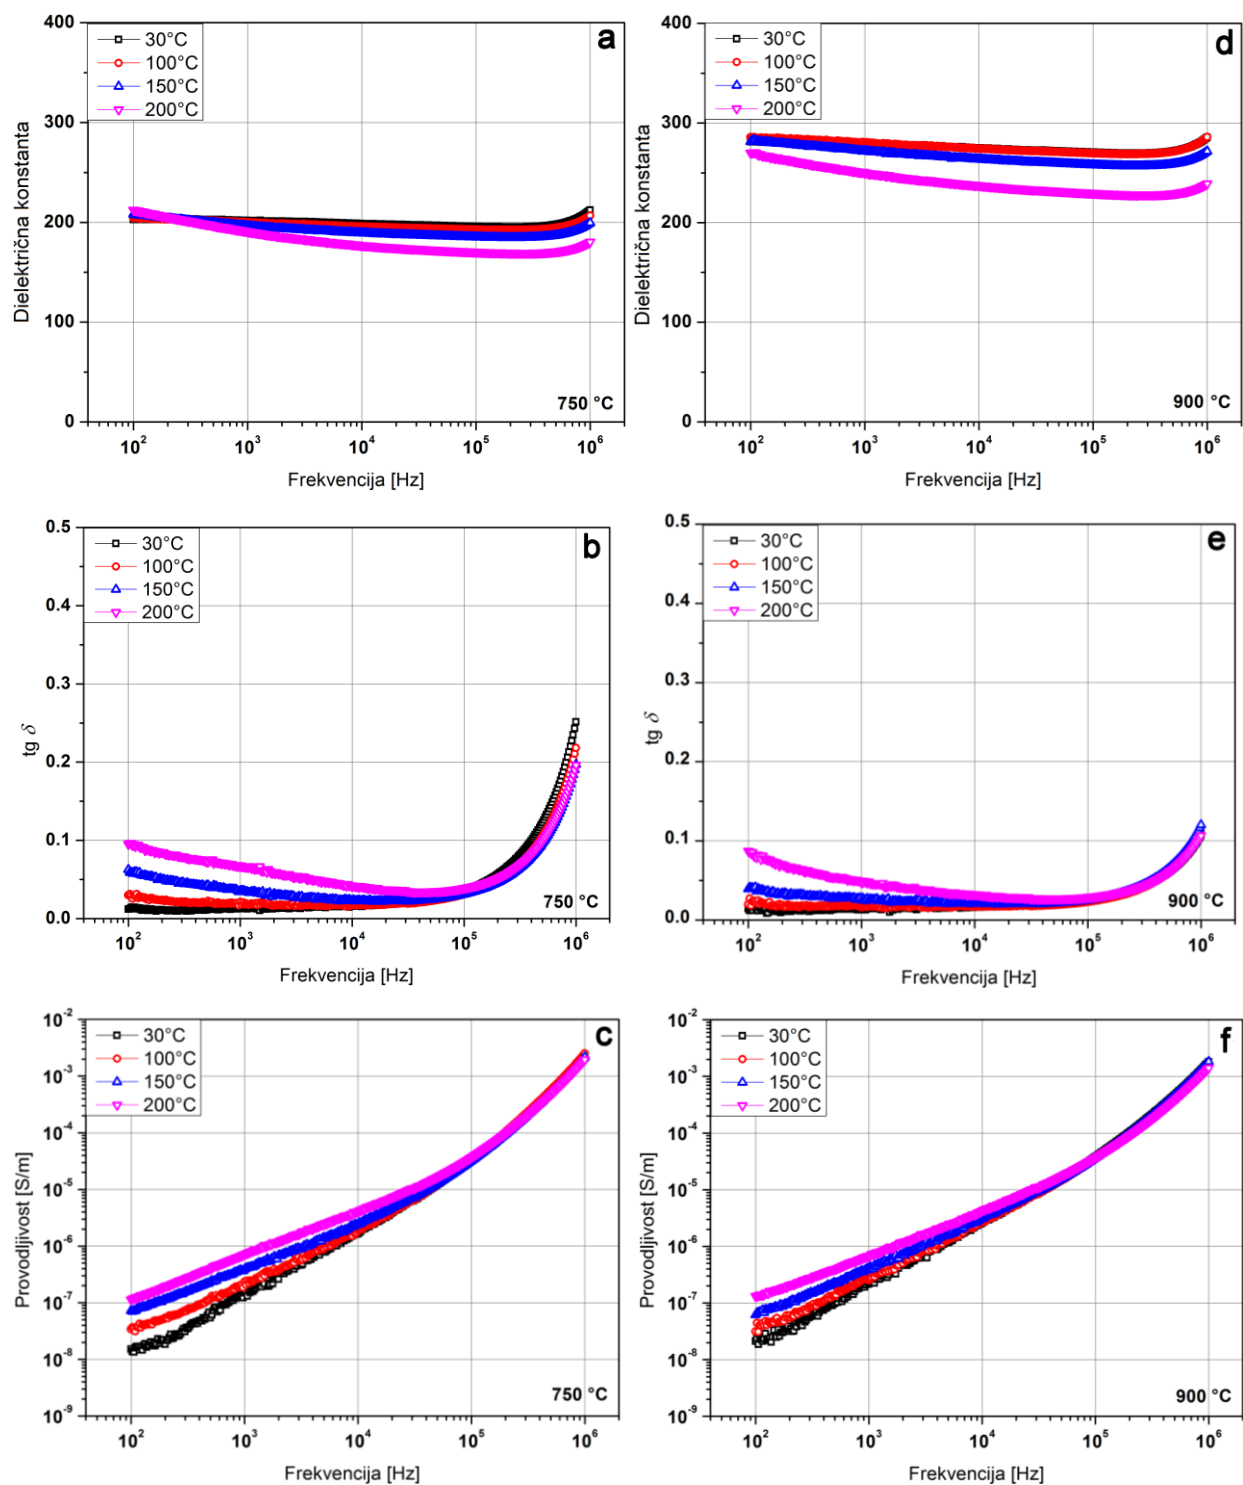 a
30°C
100°C
150°C
200°C
400
300
200
100
0
Dielektrična konstanta
750 °C
10² 10³ 10⁴ 10⁵ 10⁶
Frekvencija [Hz]
d
30°C
100°C
150°C
200°C
400
300
200
100
0
Dielektrična konstanta
900 °C
10² 10³ 10⁴ 10⁵ 10⁶
Frekvencija [Hz]
b
30°C
100°C
150°C
200°C
0.5
0.4
0.3
0.2
0.1
0.0
tg δ
750 °C
10² 10³ 10⁴ 10⁵ 10⁶
Frekvencija [Hz]
e
30°C
100°C
150°C
200°C
0.5
0.4
0.3
0.2
0.1
0.0
tg δ
900 °C
10² 10³ 10⁴ 10⁵ 10⁶
Frekvencija [Hz]
c
30°C
100°C
150°C
200°C
10⁻²
10⁻³
10⁻⁴
10⁻⁵
10⁻⁶
10⁻⁷
10⁻⁸
10⁻⁹
Provodljivost [S/m]
750 °C
10² 10³ 10⁴ 10⁵ 10⁶
Frekvencija [Hz]
f
30°C
100°C
150°C
200°C
10⁻²
10⁻³
10⁻⁴
10⁻⁵
10⁻⁶
10⁻⁷
10⁻⁸
10⁻⁹
Provodljivost [S/m]
900 °C
10² 10³ 10⁴ 10⁵ 10⁶
Frekvencija [Hz]